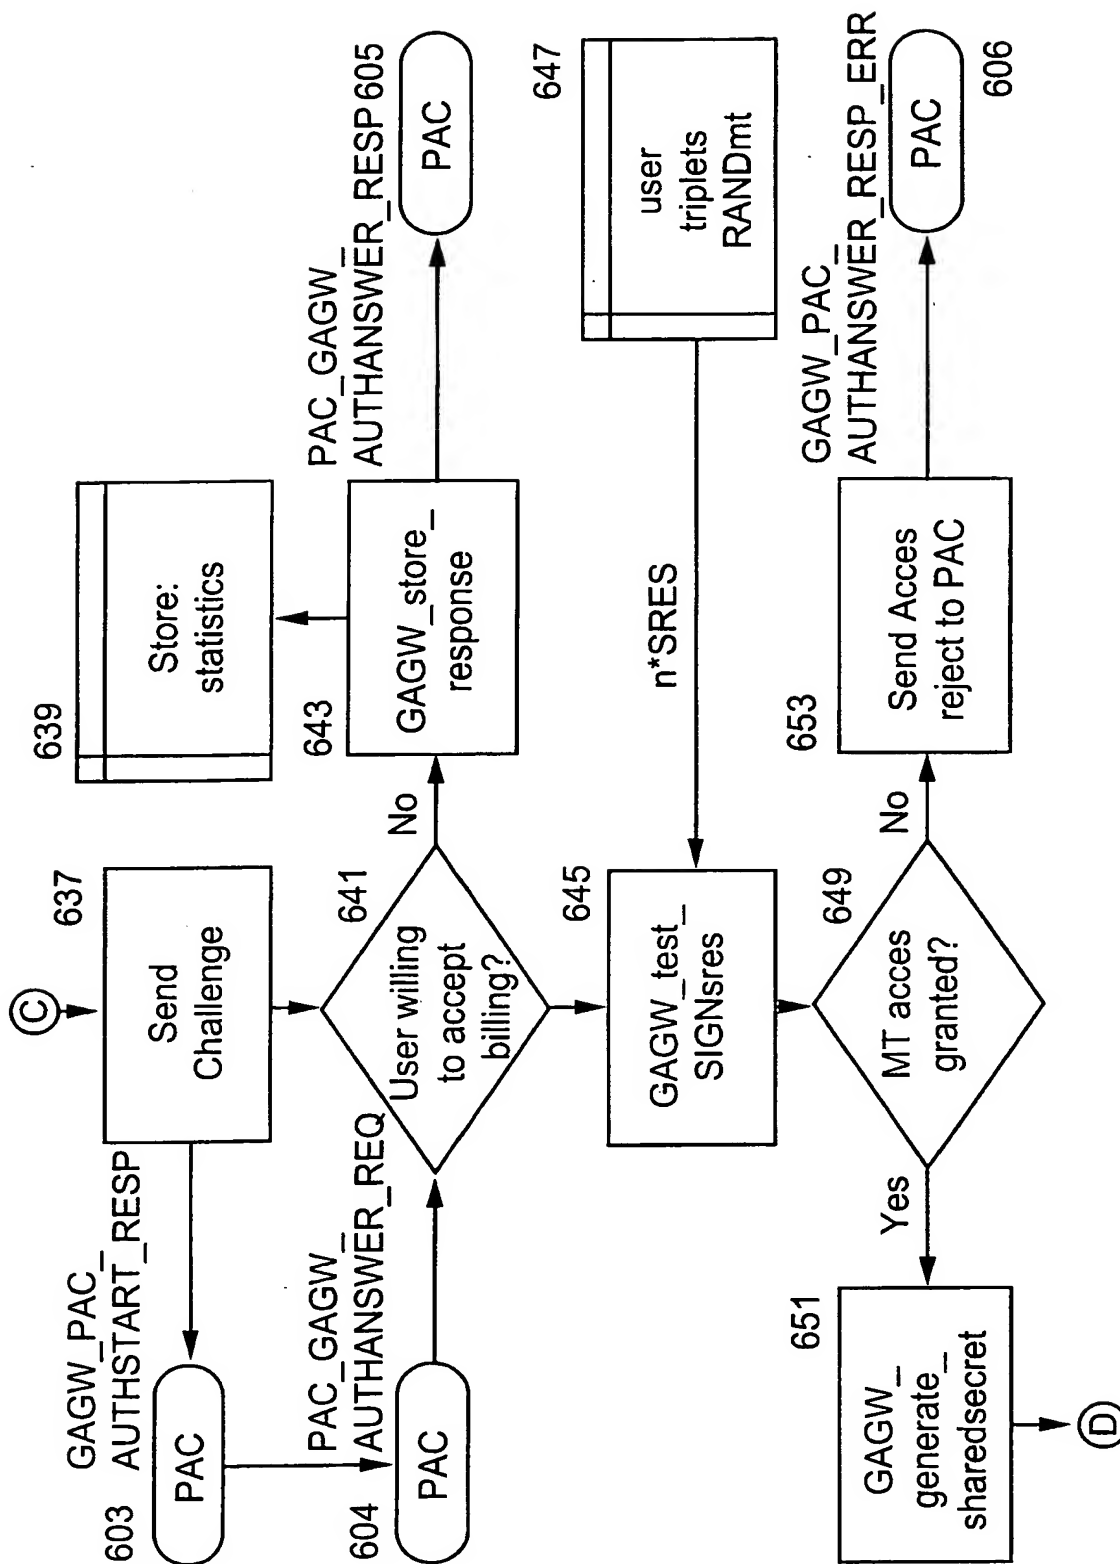 C
637
Send
Challenge
GAGW_PAC_
AUTHSTART_RESP
603
PAC
PAC_GAGW_
AUTHANSWER_REQ
604
PAC
641
User willing
to accept
billing?
No
643
GAGW_store_
response
639
Store:
statistics
PAC_GAGW_
AUTHANSWER_RESP 605
PAC
645
GAGW_test_
SIGNsres
n*SRES
647
user
triplets
RANDmt
649
MT acces
granted?
No
653
Send Acces
reject to PAC
GAGW_PAC_
AUTHANSWER_RESP_ERR
PAC
606
Yes
651
GAGW_
generate_
sharedsecret
D